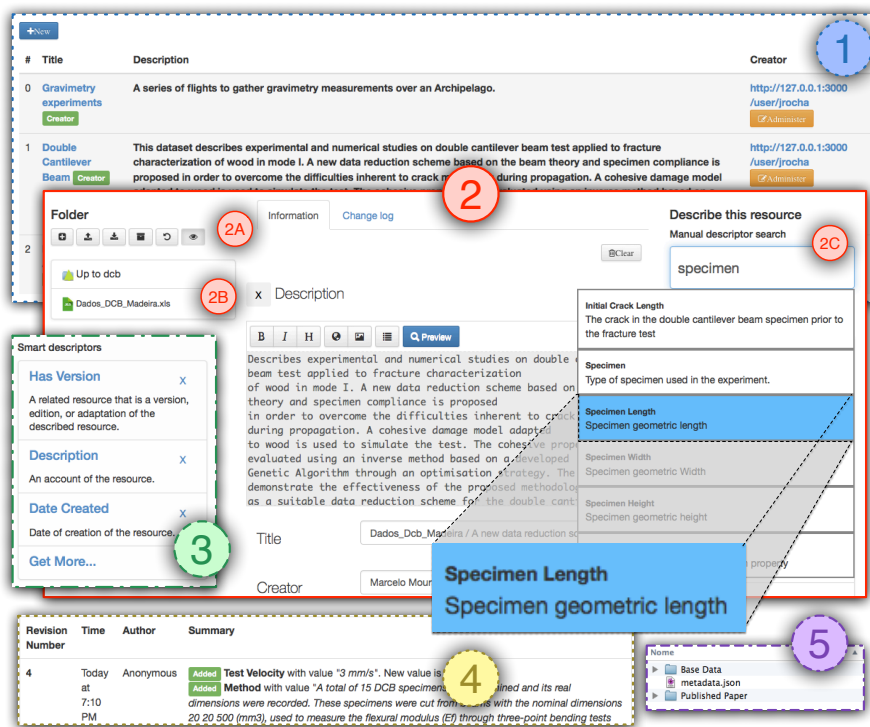 +New
# Title Description Creator
1
0 Gravimetry experiments A series of flights to gather gravimetry measurements over an Archipelago. http://127.0.0.1:3000
/user/jrocha
Creator
Administer
1 Double Cantilever Beam Creator
This dataset describes experimental and numerical studies on double cantilever beam test applied to fracture
characterization of wood in mode I. A new data reduction scheme based on the beam theory and specimen compliance is
proposed in order to overcome the difficulties inherent to crack during propagation. A cohesive damage model
http://127.0.0.1:3000
/user/jrocha
Administer
2
2
Folder
2A
Information Change log
Describe this resource
Manual descriptor search
2C
specimen
Clear
Up to dcb
Dados_DCB_Madeira.xls
2B
x Description
B I H Preview
Describes experimental and numerical studies on double
beam test applied to fracture characterization
of wood in mode I. A new data reduction scheme based on
theory and specimen compliance is proposed
in order to overcome the difficulties inherent to crack
during propagation. A cohesive damage model adapted
to wood is used to simulate the test. The cohesive
evaluated using an inverse method based on a developed
Genetic Algorithm through an optimisation strategy. The
demonstrate the effectiveness of the proposed
as a suitable data reduction scheme for the double
Initial Crack Length
The crack in the double cantilever beam specimen prior to
the fracture test
Specimen
Type of specimen used in the experiment.
Specimen Length
Specimen geometric length
Specimen Width
Specimen geometric Width
Specimen Height
Specimen geometric height
property
Title Dados_Dcb_Madeira / A new data reduction
Creator Marcelo
Specimen Length
Specimen geometric length
Smart descriptors
Has Version x
A related resource that is a version,
edition, or adaptation of the
described resource.
Description x
An account of the resource.
Date Created x
Date of creation of the resource.
Get More...
3
Revision
Number
Time Author Summary
4 Today
at
7:10
PM
Anonymous
Added Test Velocity with value "3 mm/s". New value is
Added Method with value "A total of 15 DCB and its real
dimensions were recorded. These specimens were cut from with the nominal dimensions
20 20 500 (mm3), used to measure the flexural modulus (Ef) through three-point bending tests
4
5
Nome
Base Data
metadata.json
Published Paper